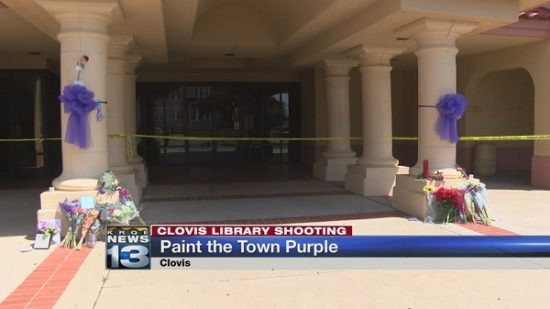 CLOVIS LIBRARY SHOOTING
KRQE
NEWS
13
Paint the Town Purple
Clovis